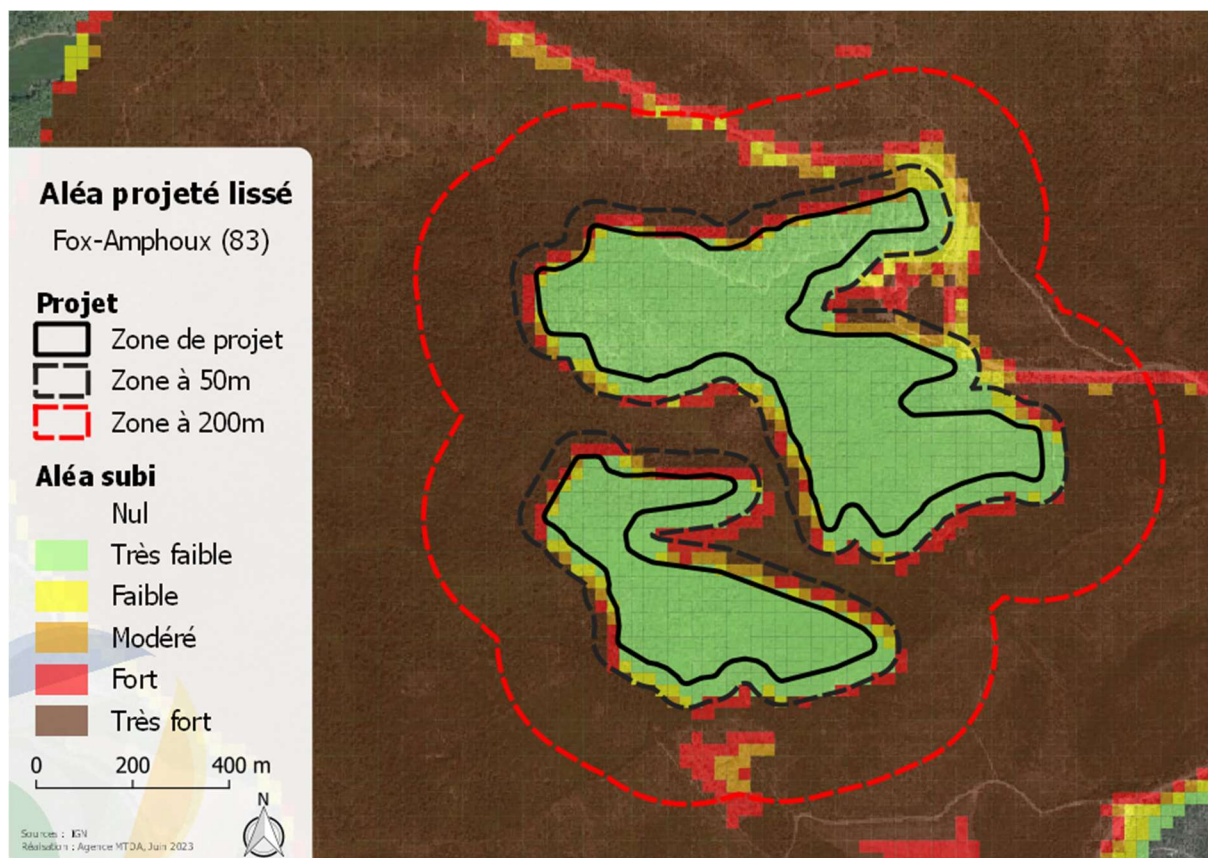 Aléa projeté lissé
Fox-Amphoux (83)
Projet
Zone de projet
Zone à 50m
Zone à 200m
Aléa subi
Nul
Très faible
Faible
Modéré
Fort
Très fort
0 200 400 m
N
Sources : IGN
Réalisation : Agence MTDA, Juin 2023